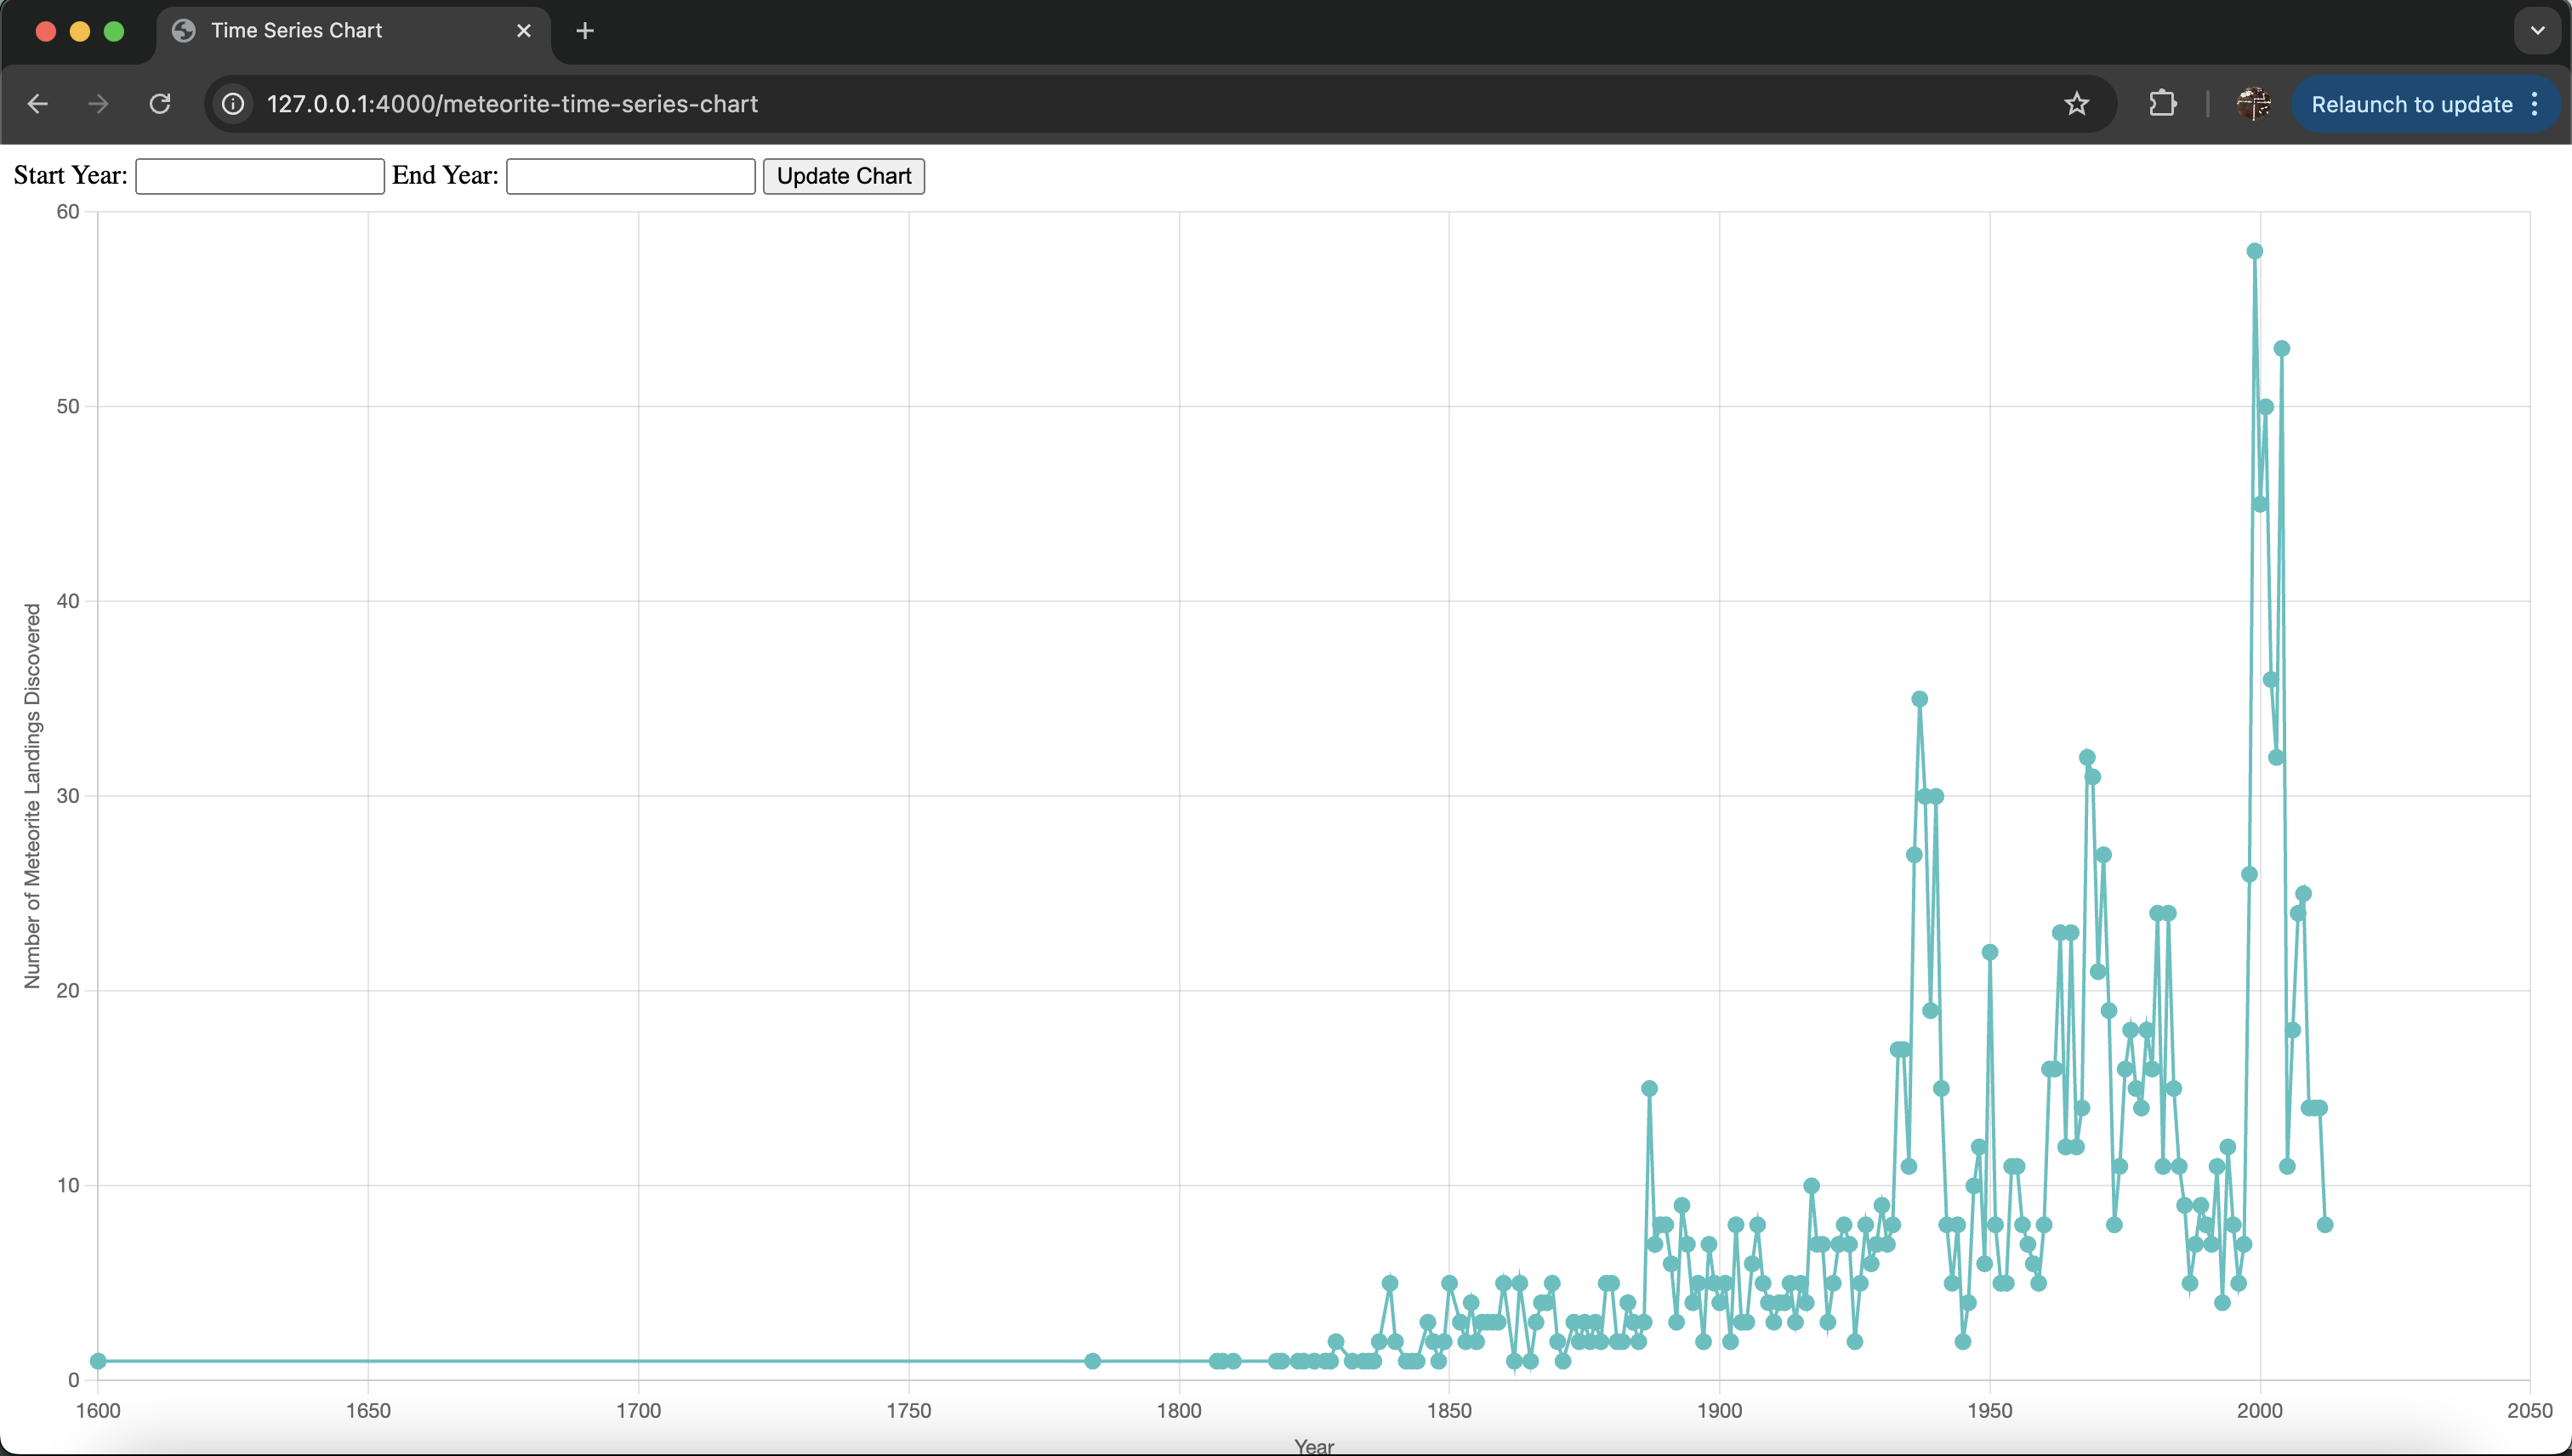 Time Series Chart
127.0.0.1:4000/meteorite-time-series-chart
Relaunch to update
Start Year: End Year: Update Chart
60
50
40
30
20
10
0
Number of Meteorite Landings Discovered
1600 1650 1700 1750 1800 1850 1900 1950 2000 2050
Year